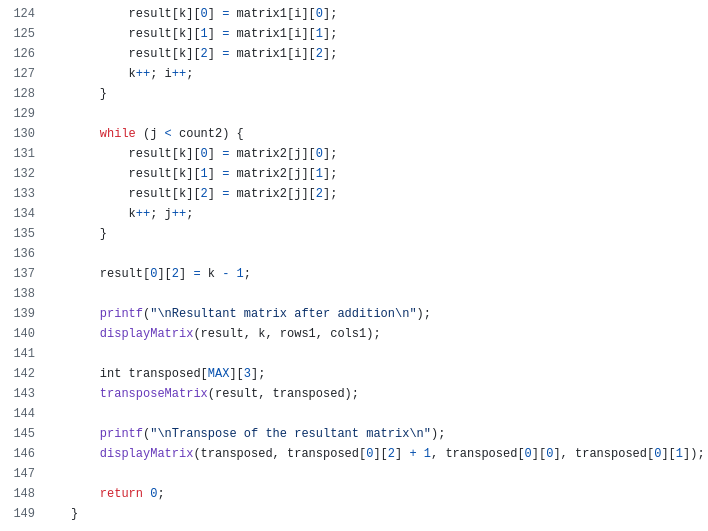 124            result[k][0] = matrix1[i][0];
125            result[k][1] = matrix1[i][1];
126            result[k][2] = matrix1[i][2];
127            k++; i++;
128        }
129
130        while (j < count2) {
131            result[k][0] = matrix2[j][0];
132            result[k][1] = matrix2[j][1];
133            result[k][2] = matrix2[j][2];
134            k++; j++;
135        }
136
137        result[0][2] = k - 1;
138
139        printf("\nResultant matrix after addition\n");
140        displayMatrix(result, k, rows1, cols1);
141
142        int transposed[MAX][3];
143        transposeMatrix(result, transposed);
144
145        printf("\nTranspose of the resultant matrix\n");
146        displayMatrix(transposed, transposed[0][2] + 1, transposed[0][0], transposed[0][1]);
147
148        return 0;
149    }